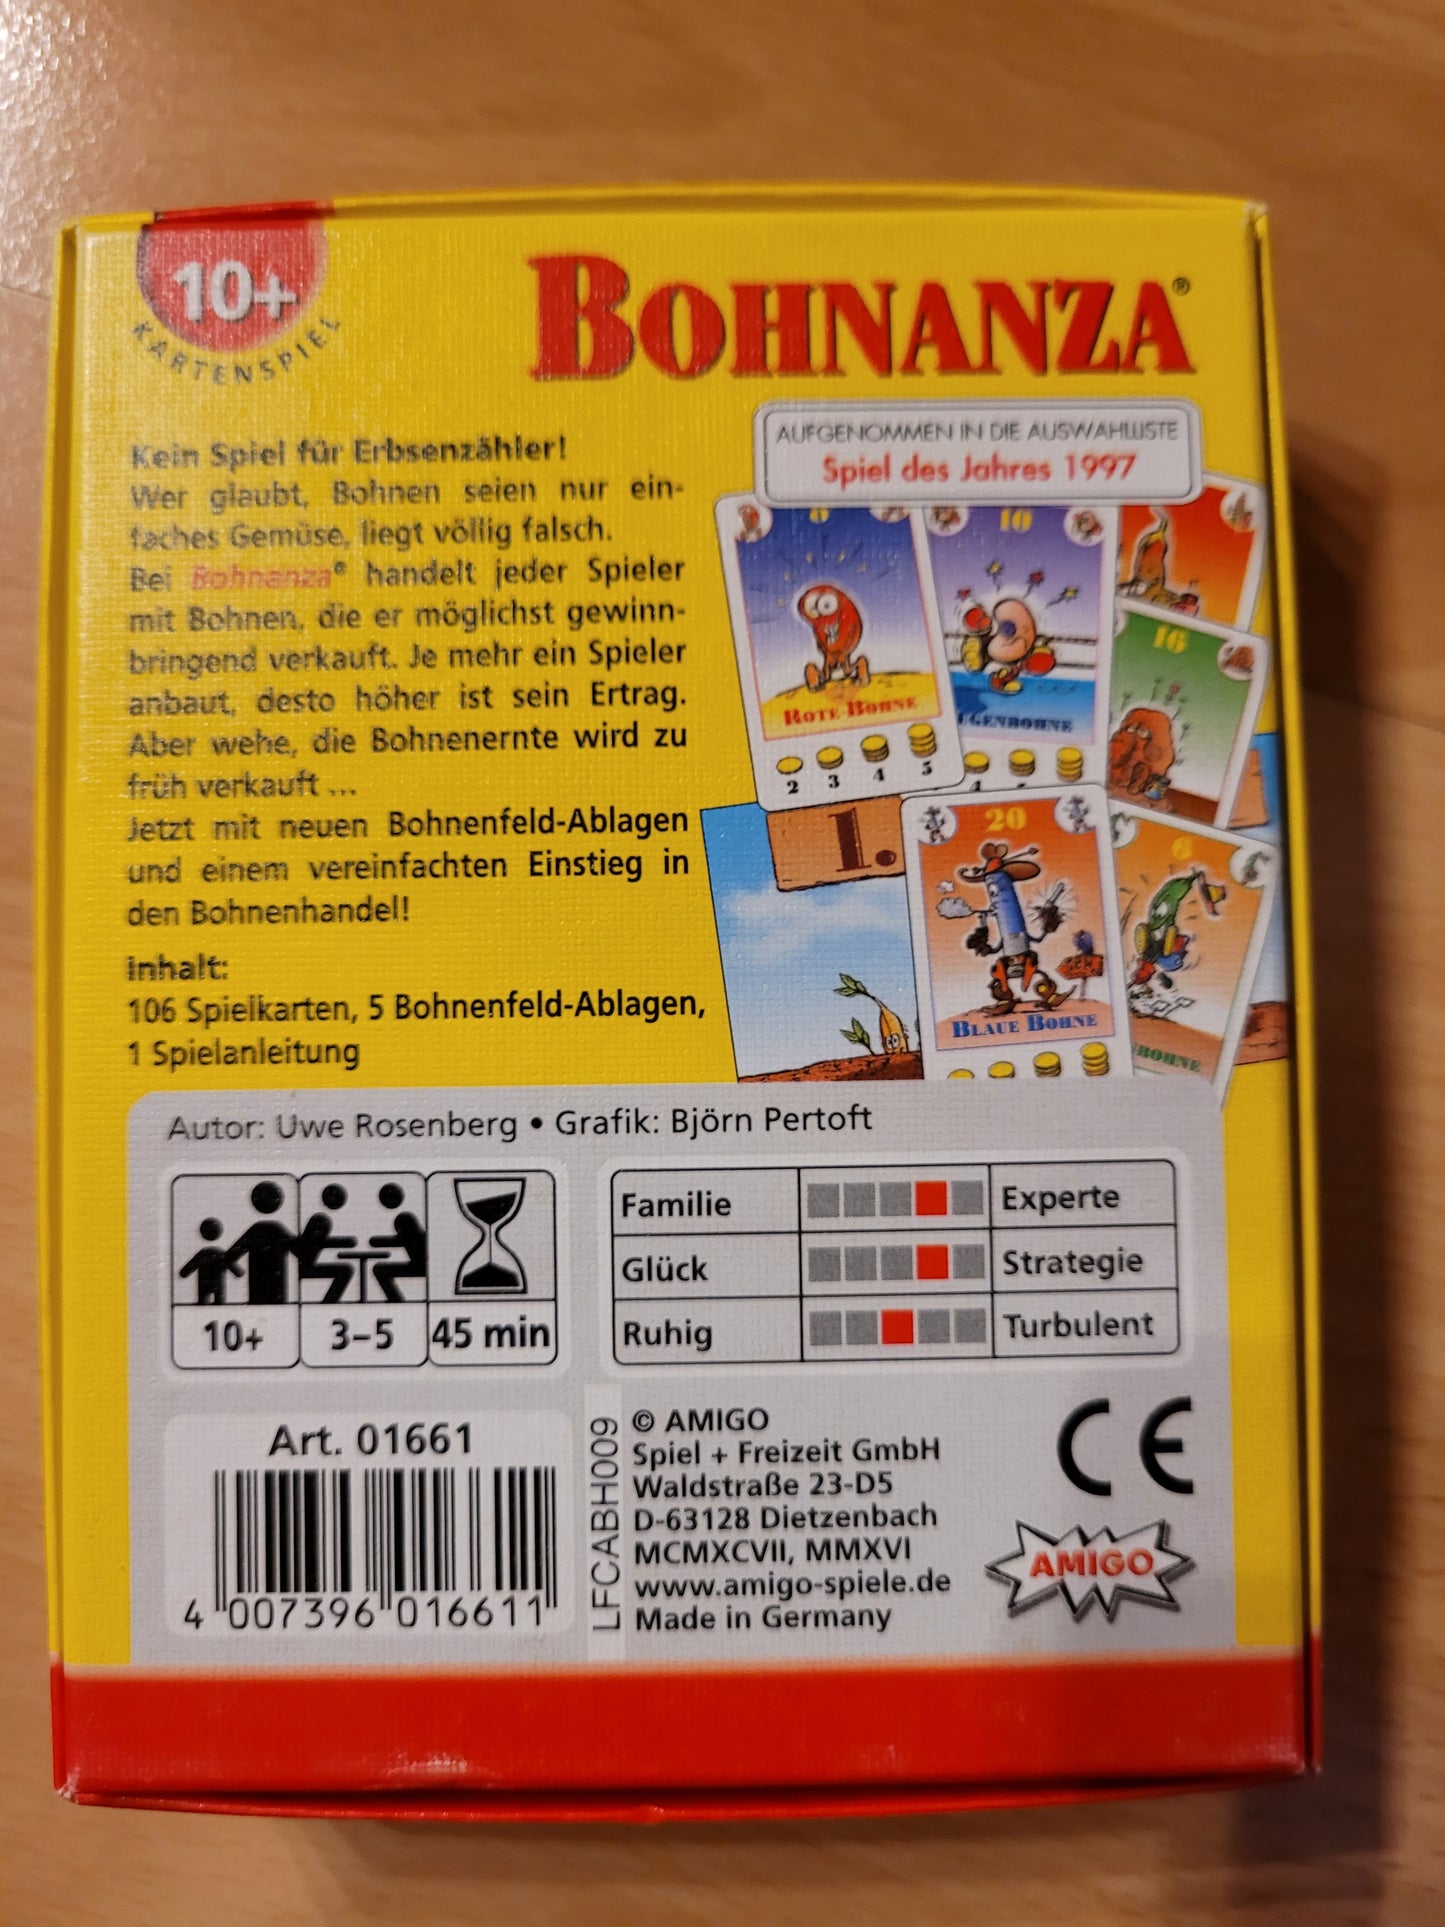 10+
KARTENSPIEL
BOHNANZA®
AUFGENOMMEN IN DIE AUSWAHLLISTE
Spiel des Jahres 1997
Kein Spiel für Erbsenzähler!
Wer glaubt, Bohnen seien nur ein-
faches Gemüse, liegt völlig falsch.
Bei Bohnanza® handelt jeder Spieler
mit Bohnen, die er möglichst gewinn-
bringend verkauft. Je mehr ein Spieler
anbaut, desto höher ist sein Ertrag.
Aber wehe, die Bohnenernte wird zu
früh verkauft ...
Jetzt mit neuen Bohnenfeld-Ablagen
und einem vereinfachten Einstieg in
den Bohnenhandel!
Inhalt:
106 Spielkarten, 5 Bohnenfeld-Ablagen,
1 Spielanleitung
8
ROTE BOHNE
2 3 4 5
10
UGENBOHNE
4
16
1.
20
BLAUE BOHNE
6
BOHNE
Autor: Uwe Rosenberg • Grafik: Björn Pertoft
10+ 3–5 45 min
Familie Experte
Glück Strategie
Ruhig Turbulent
Art. 01661
4 007396 016611
LFCABH009
© AMIGO
Spiel + Freizeit GmbH
Waldstraße 23-D5
D-63128 Dietzenbach
MCMXCVII, MMXVI
www.amigo-spiele.de
Made in Germany
CE
AMIGO